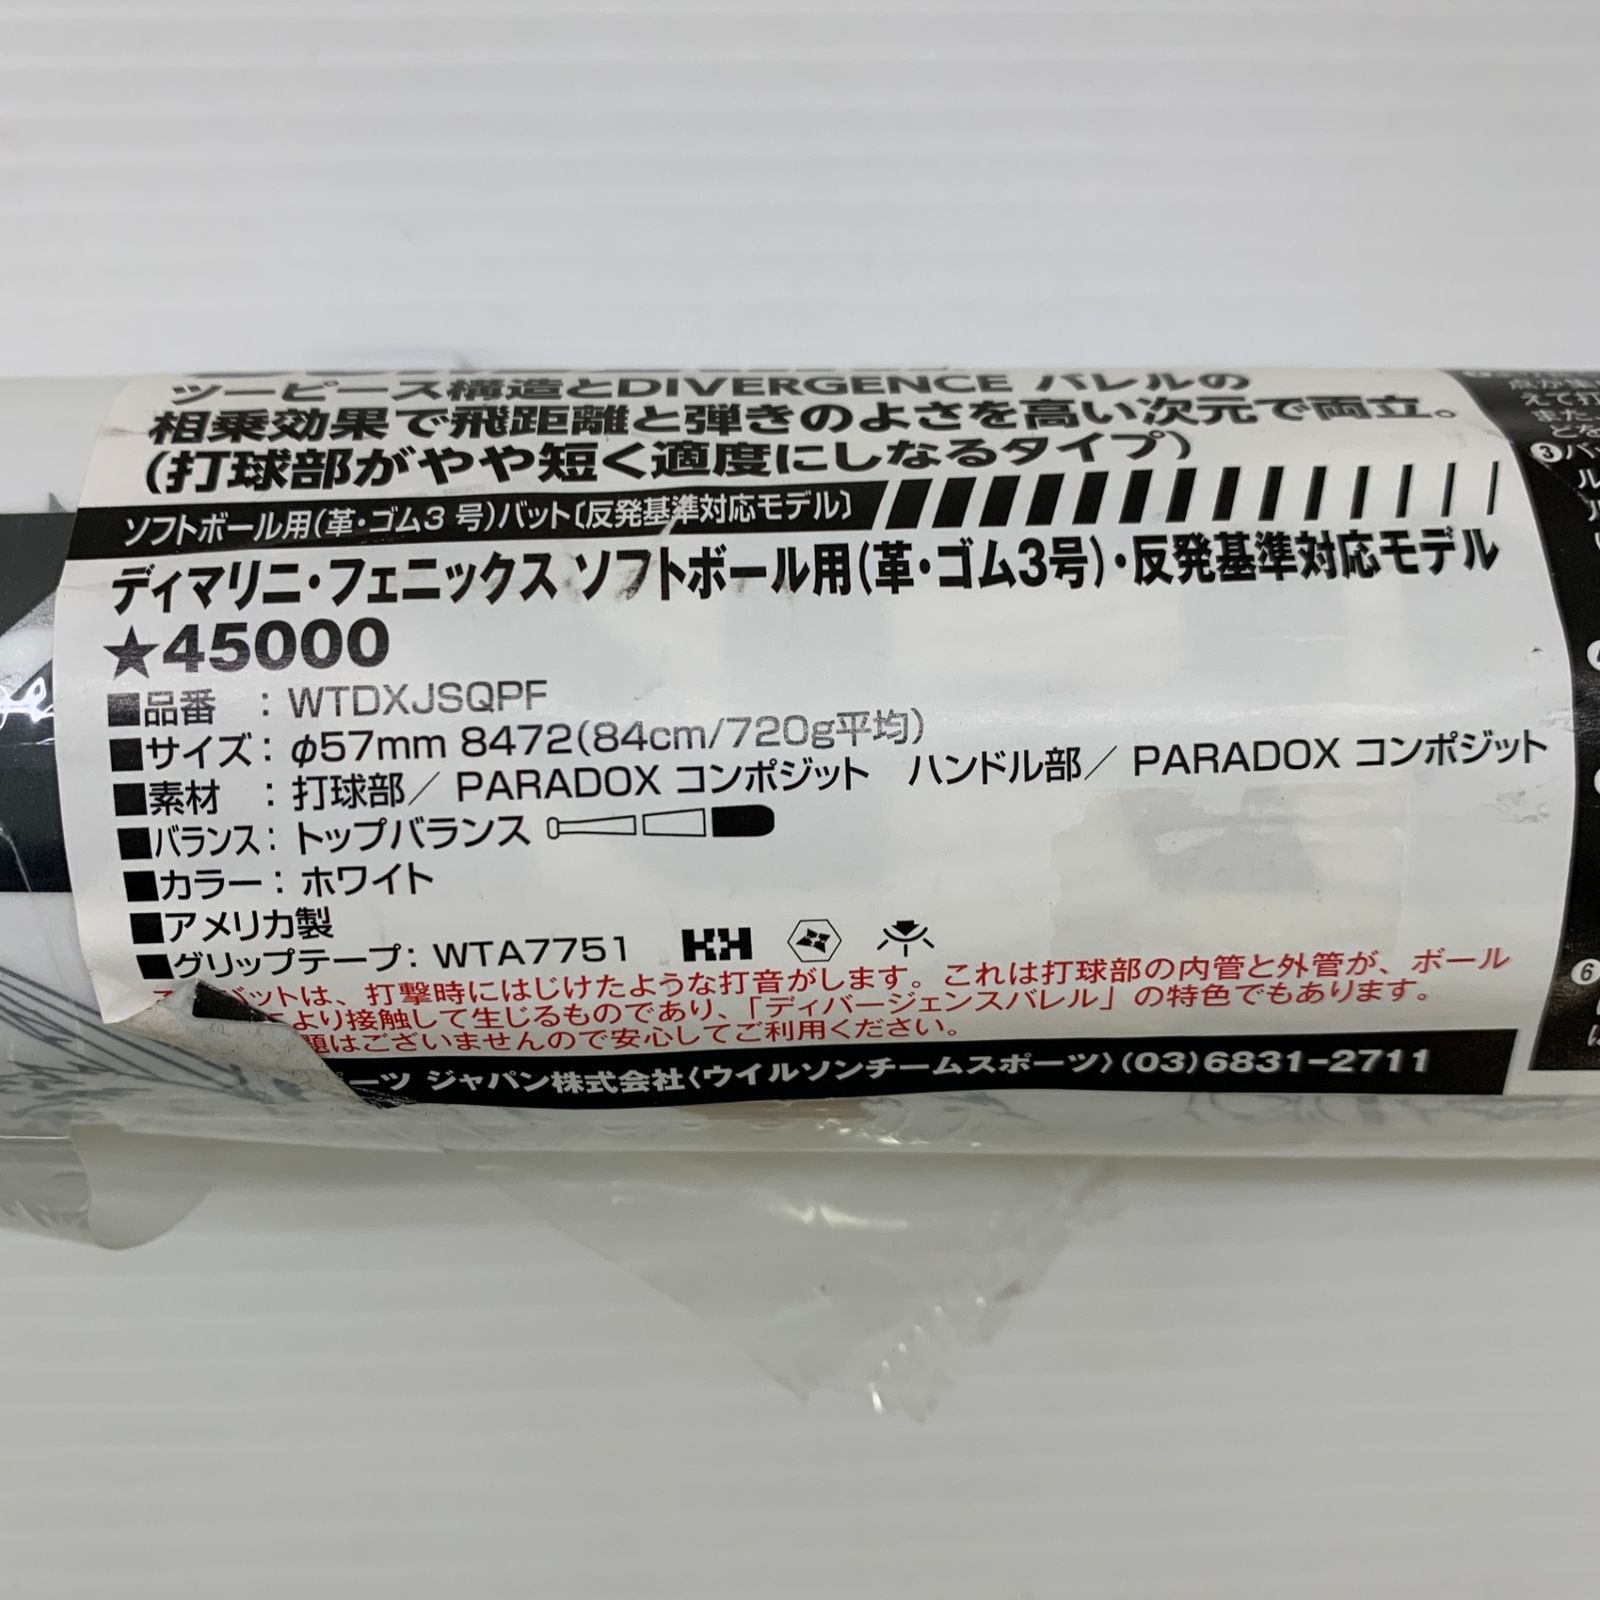 ツーピース構造とDIVERGENCE バレルの
相乗効果で飛距離と弾きのよさを高い次元で両立。
(打球部がやや短く適度にしなるタイプ)
ソフトボール用(革・ゴム3 号)バット〔反発基準対応モデル〕
ディマリニ・フェニックス ソフトボール用(革・ゴム3号)・反発基準対応モデル
★45000
■品番 : WTDXJSQPF
■サイズ: φ57mm 8472(84cm/720g平均)
■素材 : 打球部/ PARADOX コンポジット ハンドル部/ PARADOX コンポジット
■バランス: トップバランス
■カラー: ホワイト
■アメリカ製
■グリップテープ: WTA7751
バットは、打撃時にはじけたような打音がします。これは打球部の内管と外管が、ボール
より接触して生じるものであり、「ディバージェンスバレル」の特色でもあります。
題はございませんので安心してご利用ください。
ーツ ジャパン株式会社〈ウイルソンチームスポーツ〉(03)6831-2711
点が集
えて打
また、
どを
❸バッ
❻